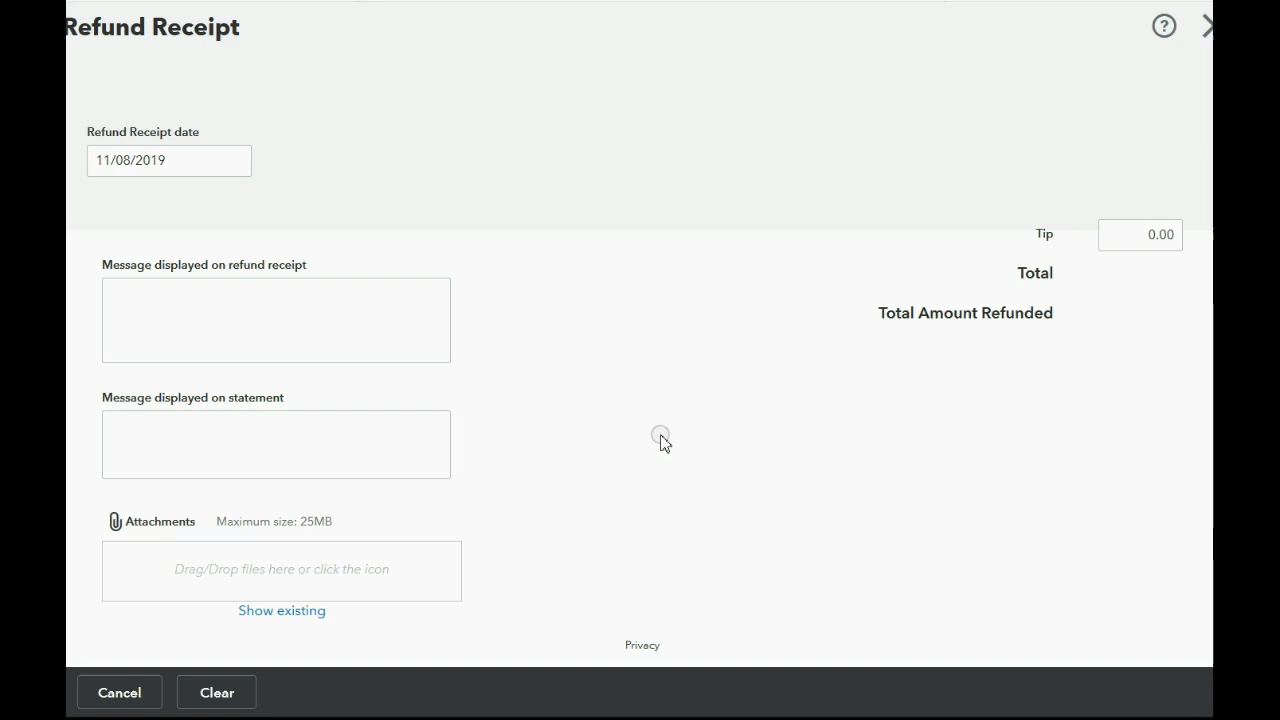 Refund Receipt
?
Refund Receipt date
11/08/2019
Tip 0.00
Message displayed on refund receipt
Total
Total Amount Refunded
Message displayed on statement
Attachments Maximum size: 25MB
Drag/Drop files here or click the icon
Show existing
Privacy
Cancel Clear